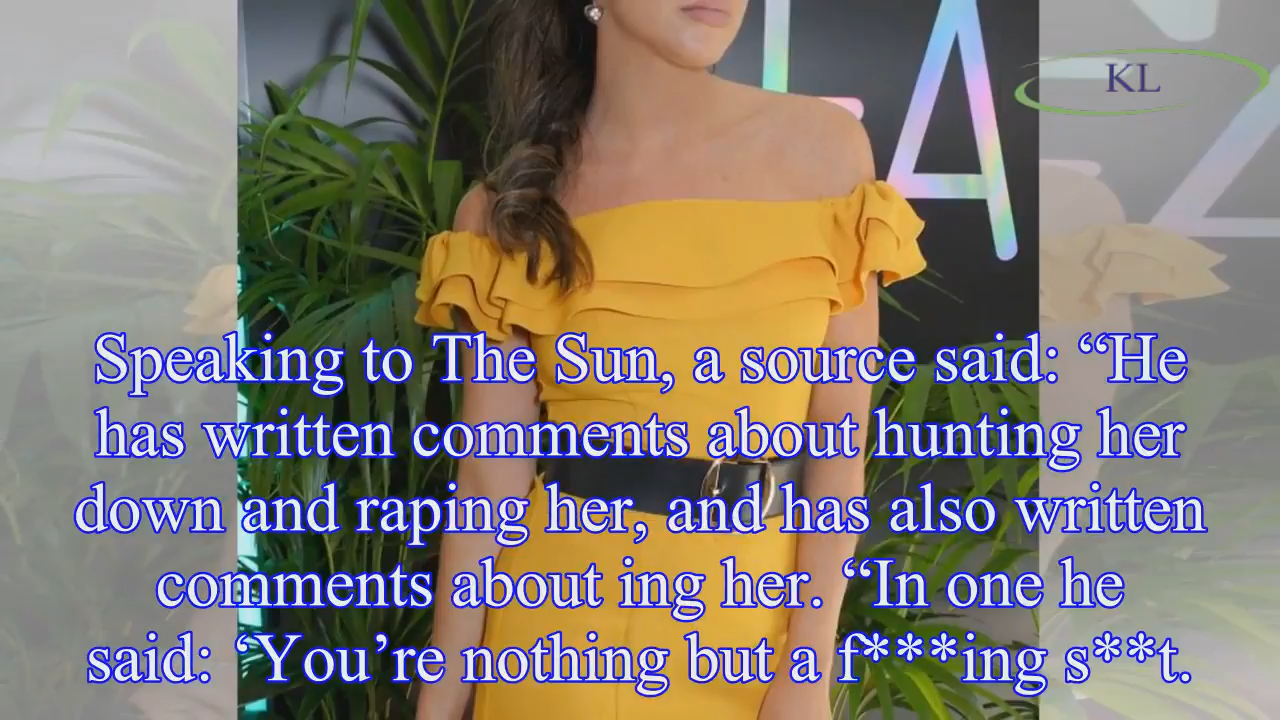 KL
LAZ
Speaking to The Sun, a source said: “He
has written comments about hunting her
down and raping her, and has also written
comments about ing her. “In one he
said: ‘You’re nothing but a f***ing s**t.